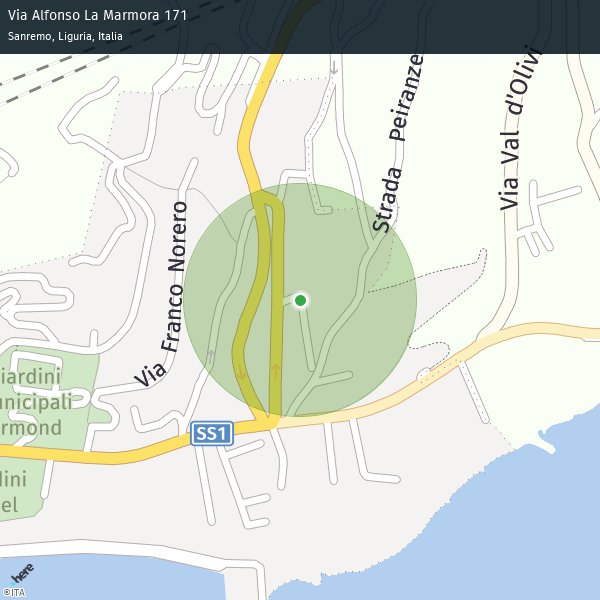 Via Alfonso La Marmora 171
Sanremo, Liguria, Italia
Strada Peiranze
Via Val d'Olivi
Via Franco Norero
iardini
unicipali
rmond
SS1
dini
el
here
©ITA